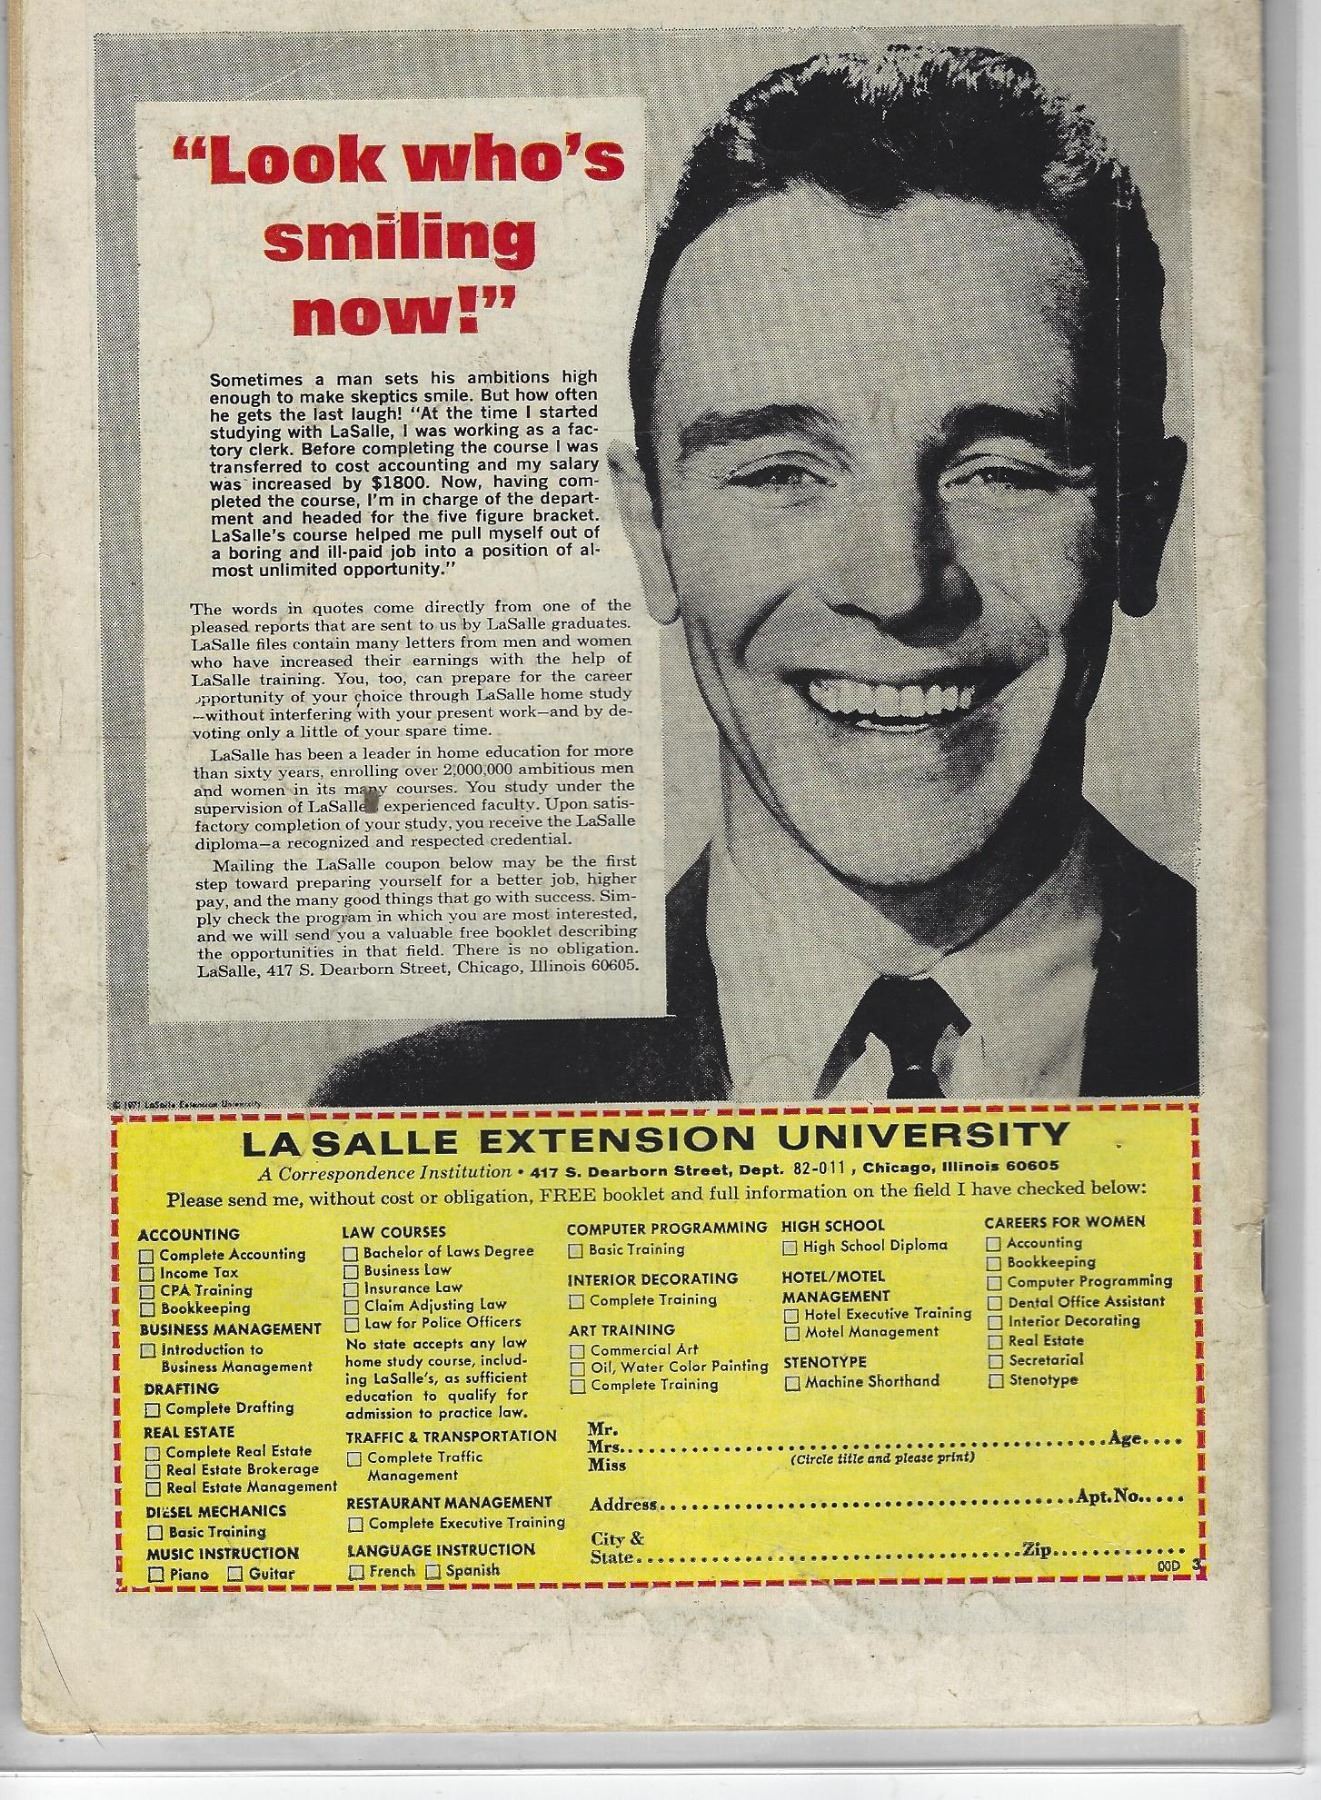 “Look who’s
smiling
now!”
Sometimes a man sets his ambitions high
enough to make skeptics smile. But how often
he gets the last laugh! “At the time I started
studying with LaSalle, I was working as a fac-
tory clerk. Before completing the course I was
transferred to cost accounting and my salary
was increased by $1800. Now, having com-
pleted the course, I’m in charge of the depart-
ment and headed for the five figure bracket.
LaSalle’s course helped me pull myself out of
a boring and ill-paid job into a position of al-
most unlimited opportunity.”
The words in quotes come directly from one of the
pleased reports that are sent to us by LaSalle graduates.
LaSalle files contain many letters from men and women
who have increased their earnings with the help of
LaSalle training. You, too, can prepare for the career
opportunity of your choice through LaSalle home study
—without interfering with your present work—and by de-
voting only a little of your spare time.
LaSalle has been a leader in home education for more
than sixty years, enrolling over 2,000,000 ambitious men
and women in its many courses. You study under the
supervision of LaSalle experienced faculty. Upon satis-
factory completion of your study, you receive the LaSalle
diploma—a recognized and respected credential.
Mailing the LaSalle coupon below may be the first
step toward preparing yourself for a better job, higher
pay, and the many good things that go with success. Sim-
ply check the program in which you are most interested,
and we will send you a valuable free booklet describing
the opportunities in that field. There is no obligation.
LaSalle, 417 S. Dearborn Street, Chicago, Illinois 60605.
© 1971 LaSalle Extension University
LA SALLE EXTENSION UNIVERSITY
A Correspondence Institution • 417 S. Dearborn Street, Dept. 82-011, Chicago, Illinois 60605
Please send me, without cost or obligation, FREE booklet and full information on the field I have checked below:
ACCOUNTING
Complete Accounting
Income Tax
CPA Training
Bookkeeping
BUSINESS MANAGEMENT
Introduction to
Business Management
DRAFTING
Complete Drafting
REAL ESTATE
Complete Real Estate
Real Estate Brokerage
Real Estate Management
DIESEL MECHANICS
Basic Training
MUSIC INSTRUCTION
Piano Guitar
LAW COURSES
Bachelor of Laws Degree
Business Law
Insurance Law
Claim Adjusting Law
Law for Police Officers
No state accepts any law
home study course, includ-
ing LaSalle’s, as sufficient
education to qualify for
admission to practice law.
TRAFFIC & TRANSPORTATION
Complete Traffic
Management
RESTAURANT MANAGEMENT
Complete Executive Training
LANGUAGE INSTRUCTION
French Spanish
COMPUTER PROGRAMMING
Basic Training
INTERIOR DECORATING
Complete Training
ART TRAINING
Commercial Art
Oil, Water Color Painting
Complete Training
HIGH SCHOOL
High School Diploma
HOTEL/MOTEL
MANAGEMENT
Hotel Executive Training
Motel Management
STENOTYPE
Machine Shorthand
CAREERS FOR WOMEN
Accounting
Bookkeeping
Computer Programming
Dental Office Assistant
Interior Decorating
Real Estate
Secretarial
Stenotype
Mr.
Mrs. Age
Miss (Circle title and please print)
Address Apt. No.
City &
State Zip
00D 3